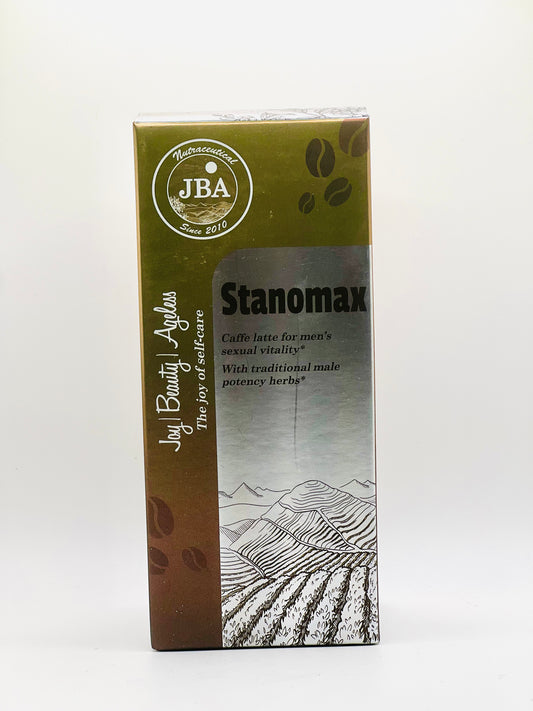 Nutraceutical
JBA
Since 2010
Joy | Beauty | Ageless
The joy of self-care
Stanomax
Caffe latte for men's
sexual vitality*
With traditional male
potency herbs*